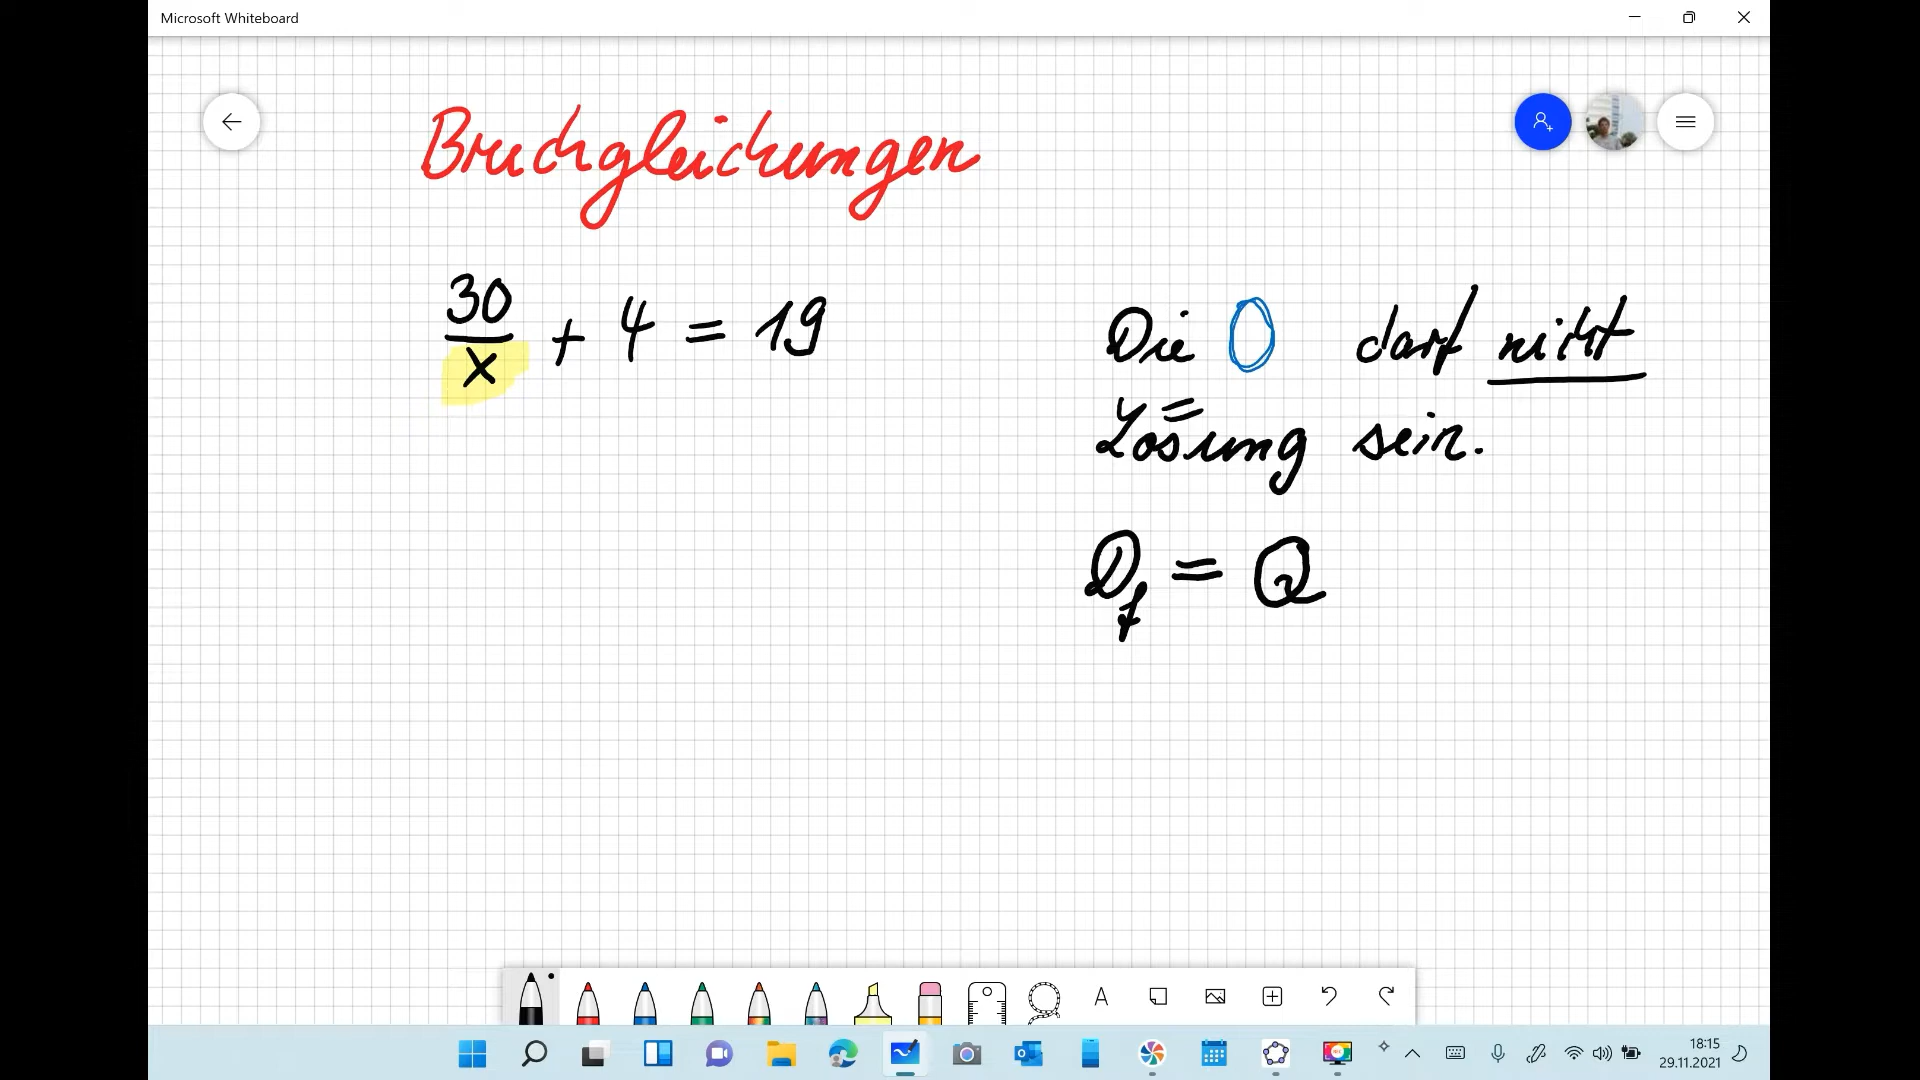 Microsoft Whiteboard
Bruchgleichungen
30/x + 4 = 19
Die 0 darf nicht
Lösung sein.
D_f = Q
A
18:15
29.11.2021